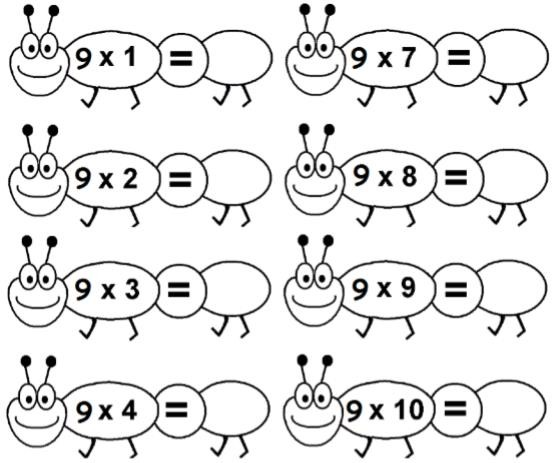 9 x 1 =
9 x 7 =
9 x 2 =
9 x 8 =
9 x 3 =
9 x 9 =
9 x 4 =
9 x 10 =